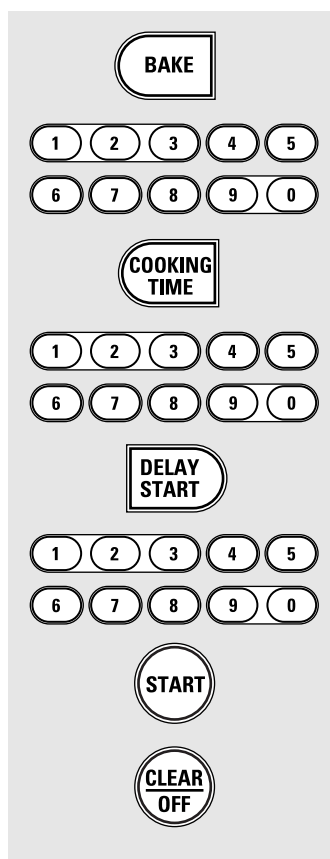 BAKE
1 2 3 4 5
6 7 8 9 0
COOKING
TIME
1 2 3 4 5
6 7 8 9 0
DELAY
START
1 2 3 4 5
6 7 8 9 0
START
CLEAR
OFF